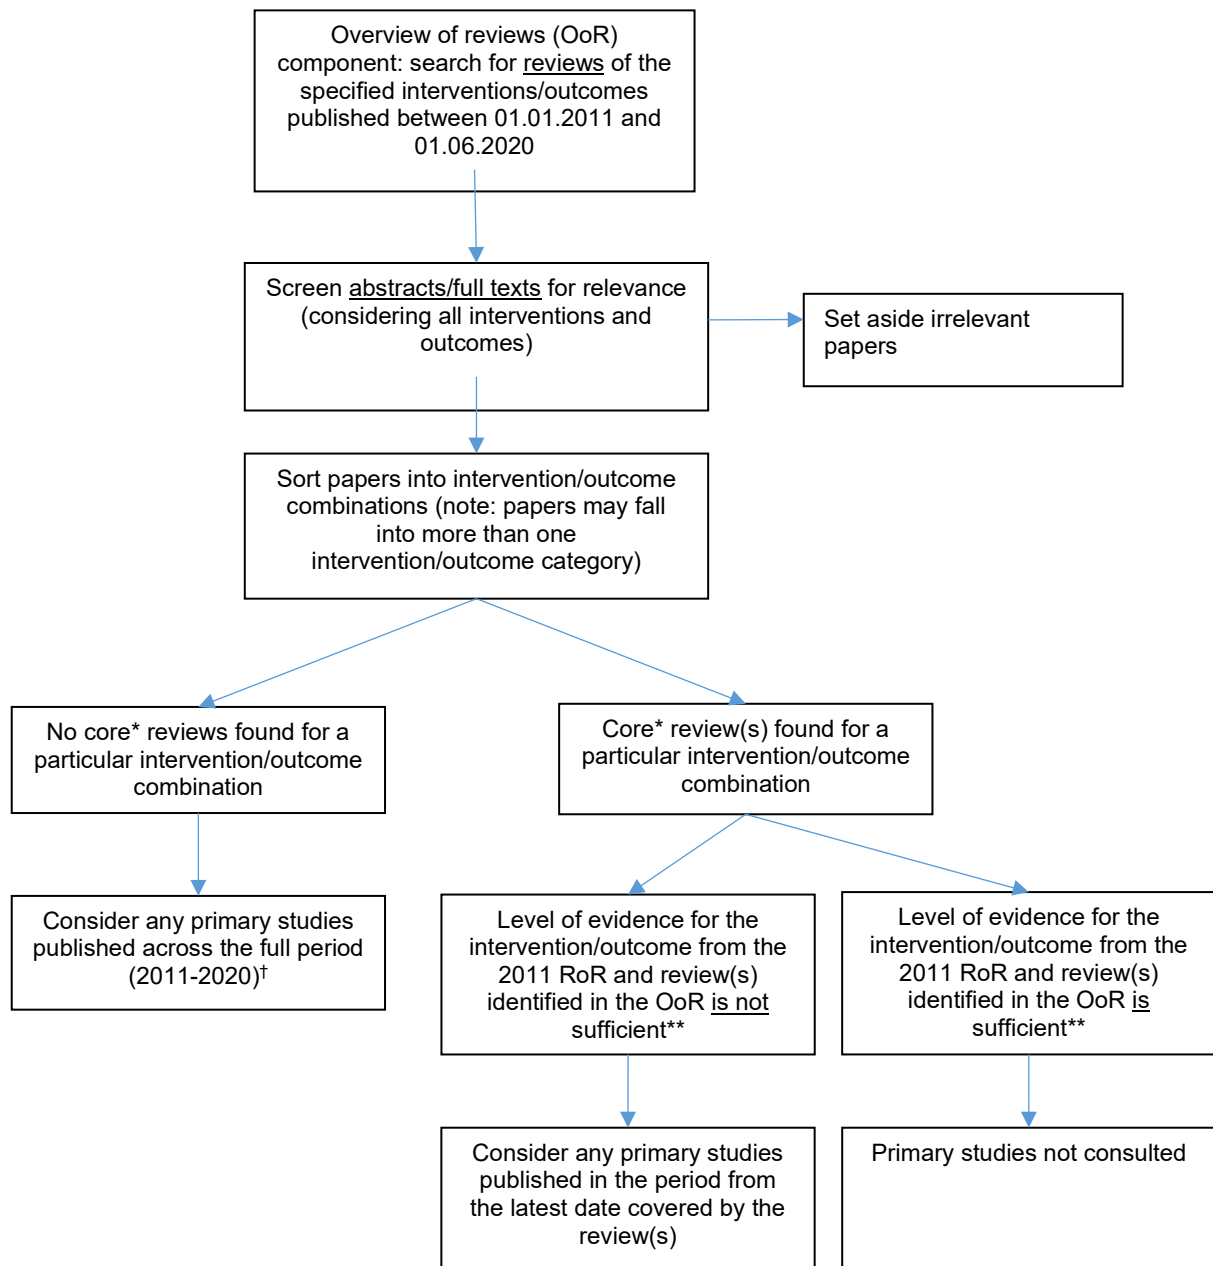 Overview of reviews (OoR)
component: search for reviews of the
specified interventions/outcomes
published between 01.01.2011 and
01.06.2020
Screen abstracts/full texts for relevance
(considering all interventions and
outcomes)
Set aside irrelevant
papers
Sort papers into intervention/outcome
combinations (note: papers may fall
into more than one
intervention/outcome category)
No core* reviews found for a
particular intervention/outcome
combination
Core* review(s) found for a
particular intervention/outcome
combination
Consider any primary studies
published across the full period
(2011-2020)†
Level of evidence for the
intervention/outcome from the
2011 RoR and review(s)
identified in the OoR is not
sufficient**
Level of evidence for the
intervention/outcome from the
2011 RoR and review(s)
identified in the OoR is
sufficient**
Consider any primary studies
published in the period from
the latest date covered by the
review(s)
Primary studies not consulted